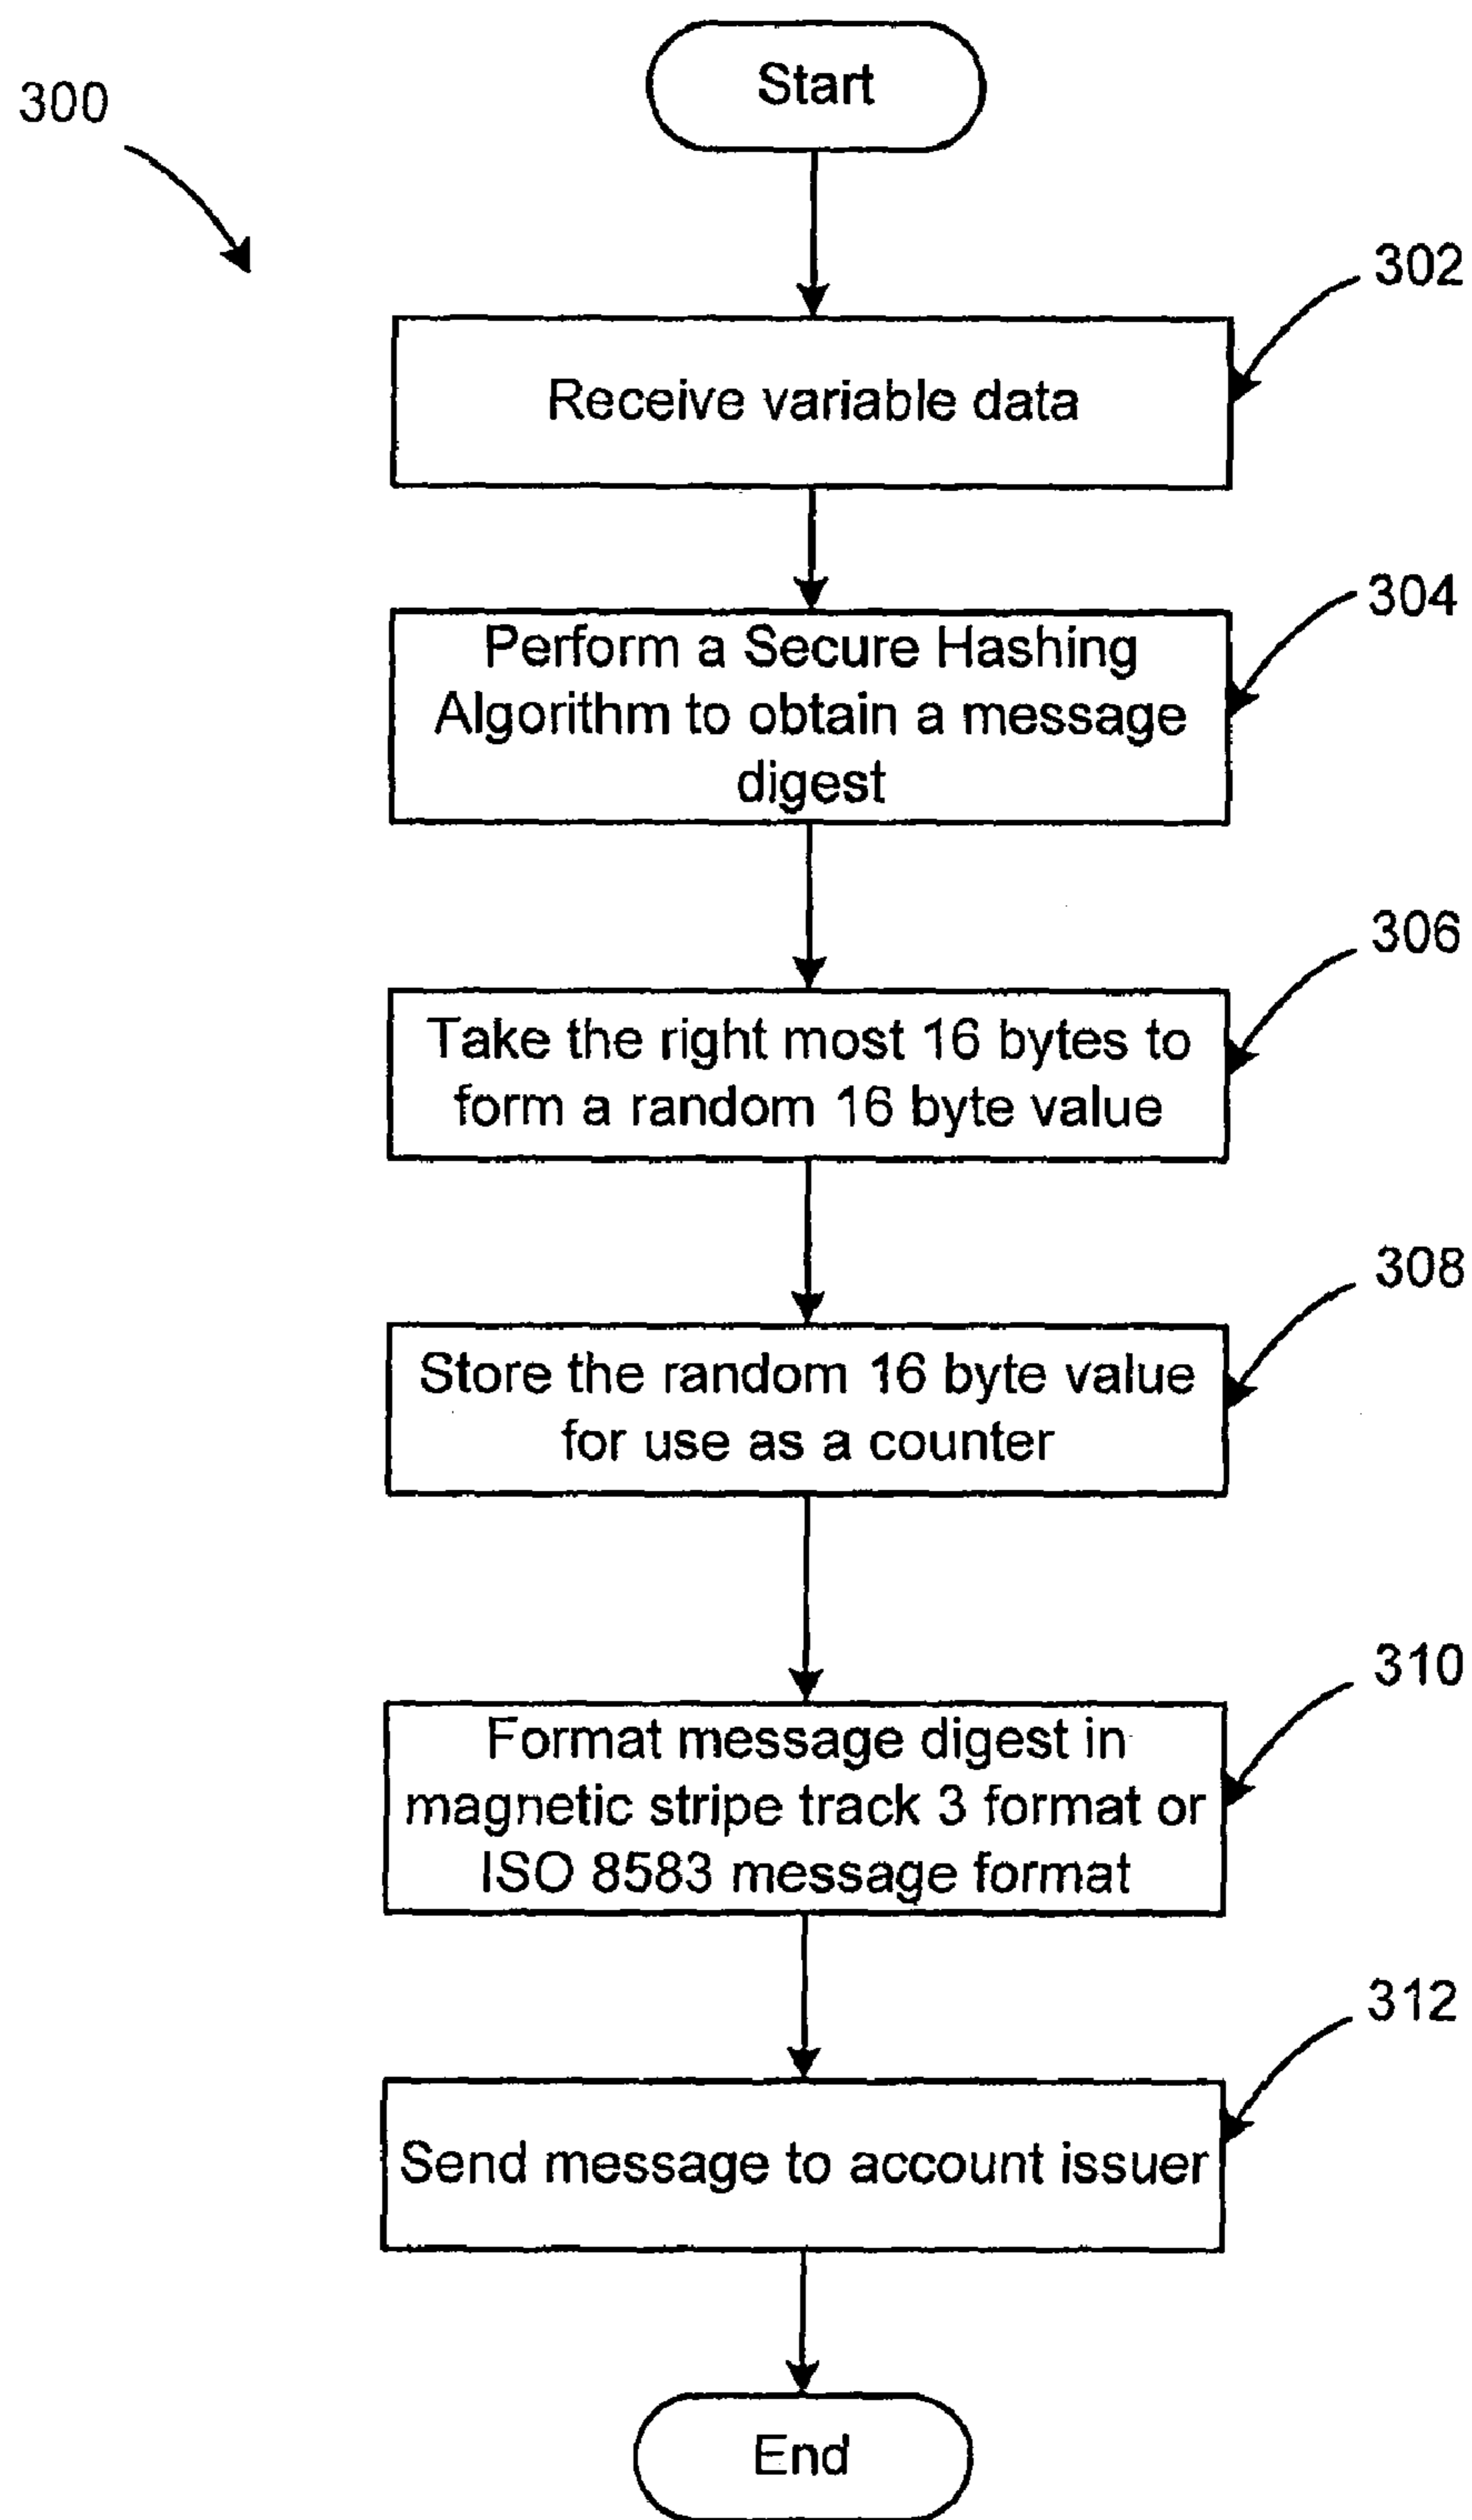 Start
300
302
Receive variable data
304
Perform a Secure Hashing
Algorithm to obtain a message
digest
306
Take the right most 16 bytes to
form a random 16 byte value
308
Store the random 16 byte value
for use as a counter
310
Format message digest in
magnetic stripe track 3 format or
ISO 8583 message format
312
Send message to account issuer
End